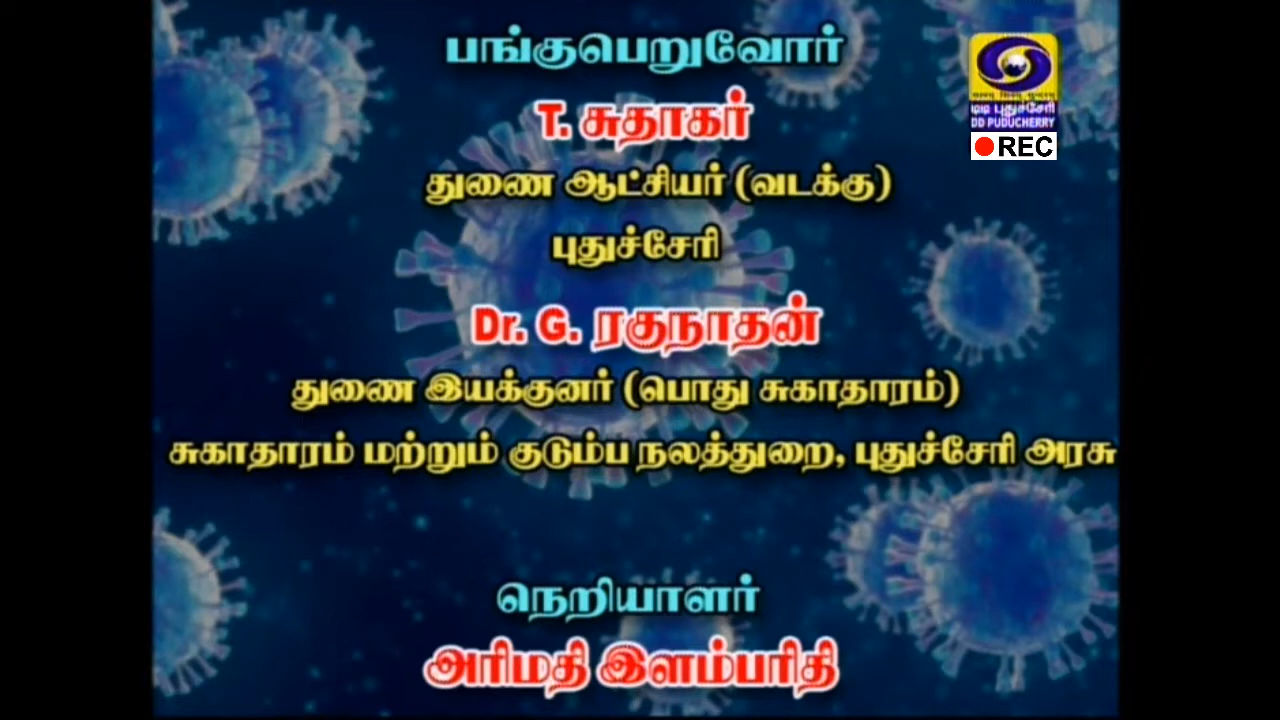 பங்குபெறுவோர்
T. சுதாகர்
துணை ஆட்சியர் (வடக்கு)
புதுச்சேரி
Dr. G. ரகுநாதன்
துணை இயக்குனர் (பொது சுகாதாரம்)
சுகாதாரம் மற்றும் குடும்ப நலத்துறை, புதுச்சேரி அரசு
நெறியாளர்
அரிமதி இளம்பரிதி
டிடி புதுச்சேரி
DD PUDUCHERRY
REC